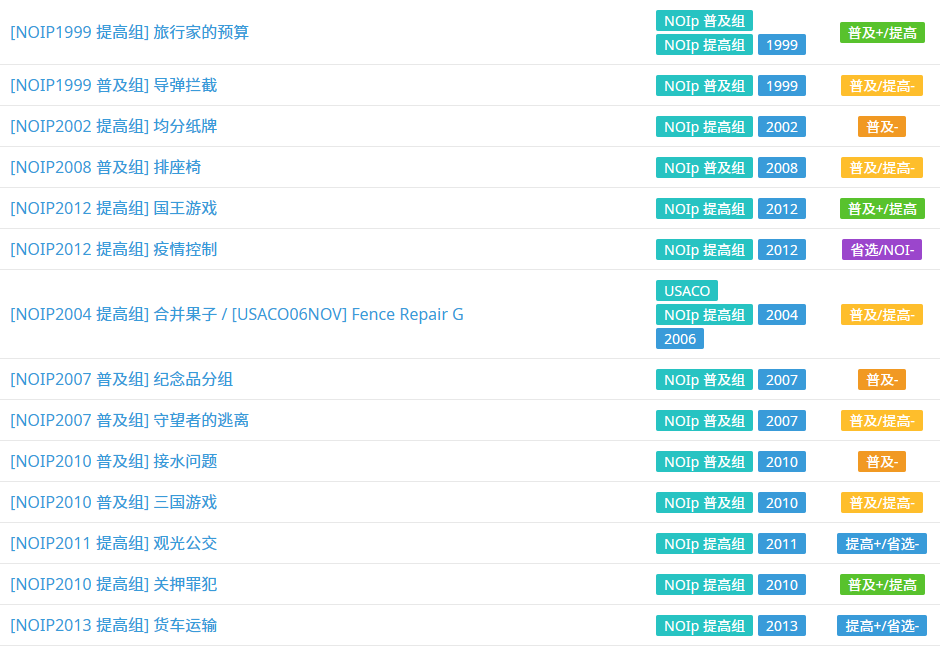 [NOIP1999 提高组] 旅行家的预算
NOIp 普及组
NOIp 提高组 1999
普及+/提高
[NOIP1999 普及组] 导弹拦截 NOIp 普及组 1999 普及/提高-
[NOIP2002 提高组] 均分纸牌 NOIp 提高组 2002 普及-
[NOIP2008 普及组] 排座椅 NOIp 普及组 2008 普及/提高-
[NOIP2012 提高组] 国王游戏 NOIp 提高组 2012 普及+/提高
[NOIP2012 提高组] 疫情控制 NOIp 提高组 2012 省选/NOI-
[NOIP2004 提高组] 合并果子 / [USACO06NOV] Fence Repair G
USACO
NOIp 提高组 2004
2006
普及/提高-
[NOIP2007 普及组] 纪念品分组 NOIp 普及组 2007 普及-
[NOIP2007 普及组] 守望者的逃离 NOIp 普及组 2007 普及/提高-
[NOIP2010 普及组] 接水问题 NOIp 普及组 2010 普及-
[NOIP2010 普及组] 三国游戏 NOIp 普及组 2010 普及/提高-
[NOIP2011 提高组] 观光公交 NOIp 提高组 2011 提高+/省选-
[NOIP2010 提高组] 关押罪犯 NOIp 提高组 2010 普及+/提高
[NOIP2013 提高组] 货车运输 NOIp 提高组 2013 提高+/省选-